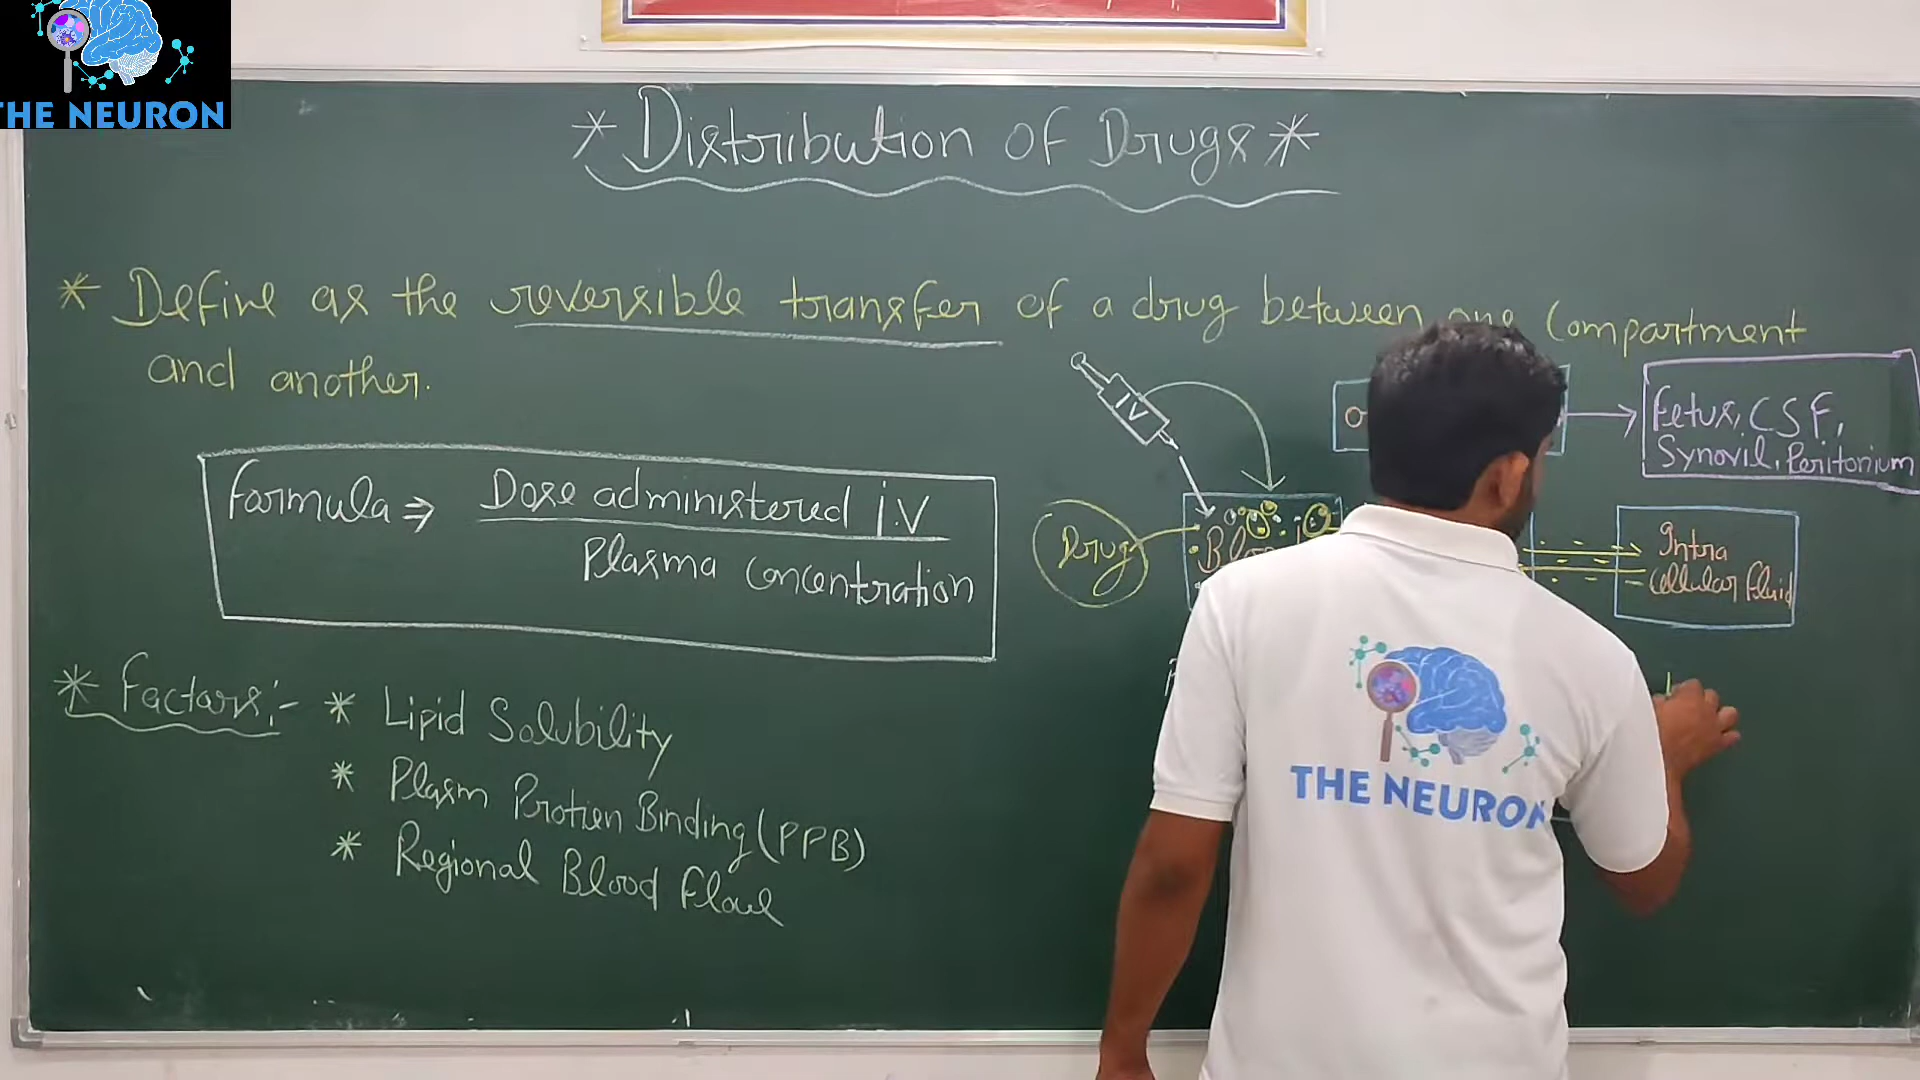 THE NEURON
* Distribution of Drugs *
* Define as the reversible transfer of a drug between one Compartment
and another.
IV
Fetus, CSF,
Synovil, Peritonium
Formula ⇒ Dose administered i.v
Plasma concentration
Drug
Intra
cellular fluid
* Factors:- * Lipid Solubility
* Plasm Protien Binding (PPB)
* Regional Blood flow
THE NEURON